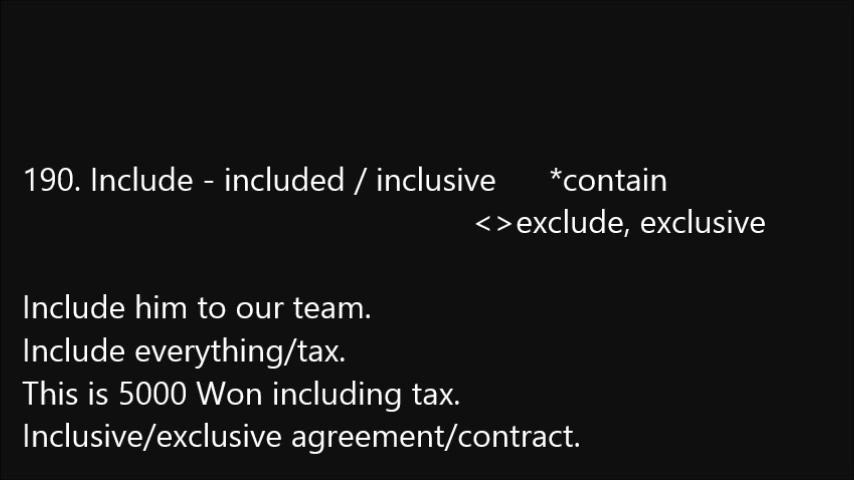 190. Include - included / inclusive *contain
<>exclude, exclusive
Include him to our team.
Include everything/tax.
This is 5000 Won including tax.
Inclusive/exclusive agreement/contract.